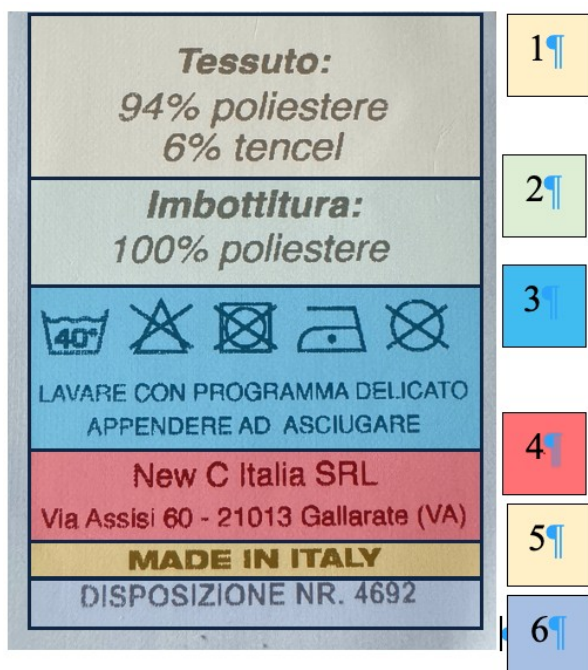 Tessuto:
94% poliestere
6% tencel
1¶
Imbottitura:
100% poliestere
2¶
40°
LAVARE CON PROGRAMMA DELICATO
APPENDERE AD ASCIUGARE
3¶
New C Italia SRL
Via Assisi 60 - 21013 Gallarate (VA)
4¶
MADE IN ITALY
5¶
DISPOSIZIONE NR. 4692
6¶